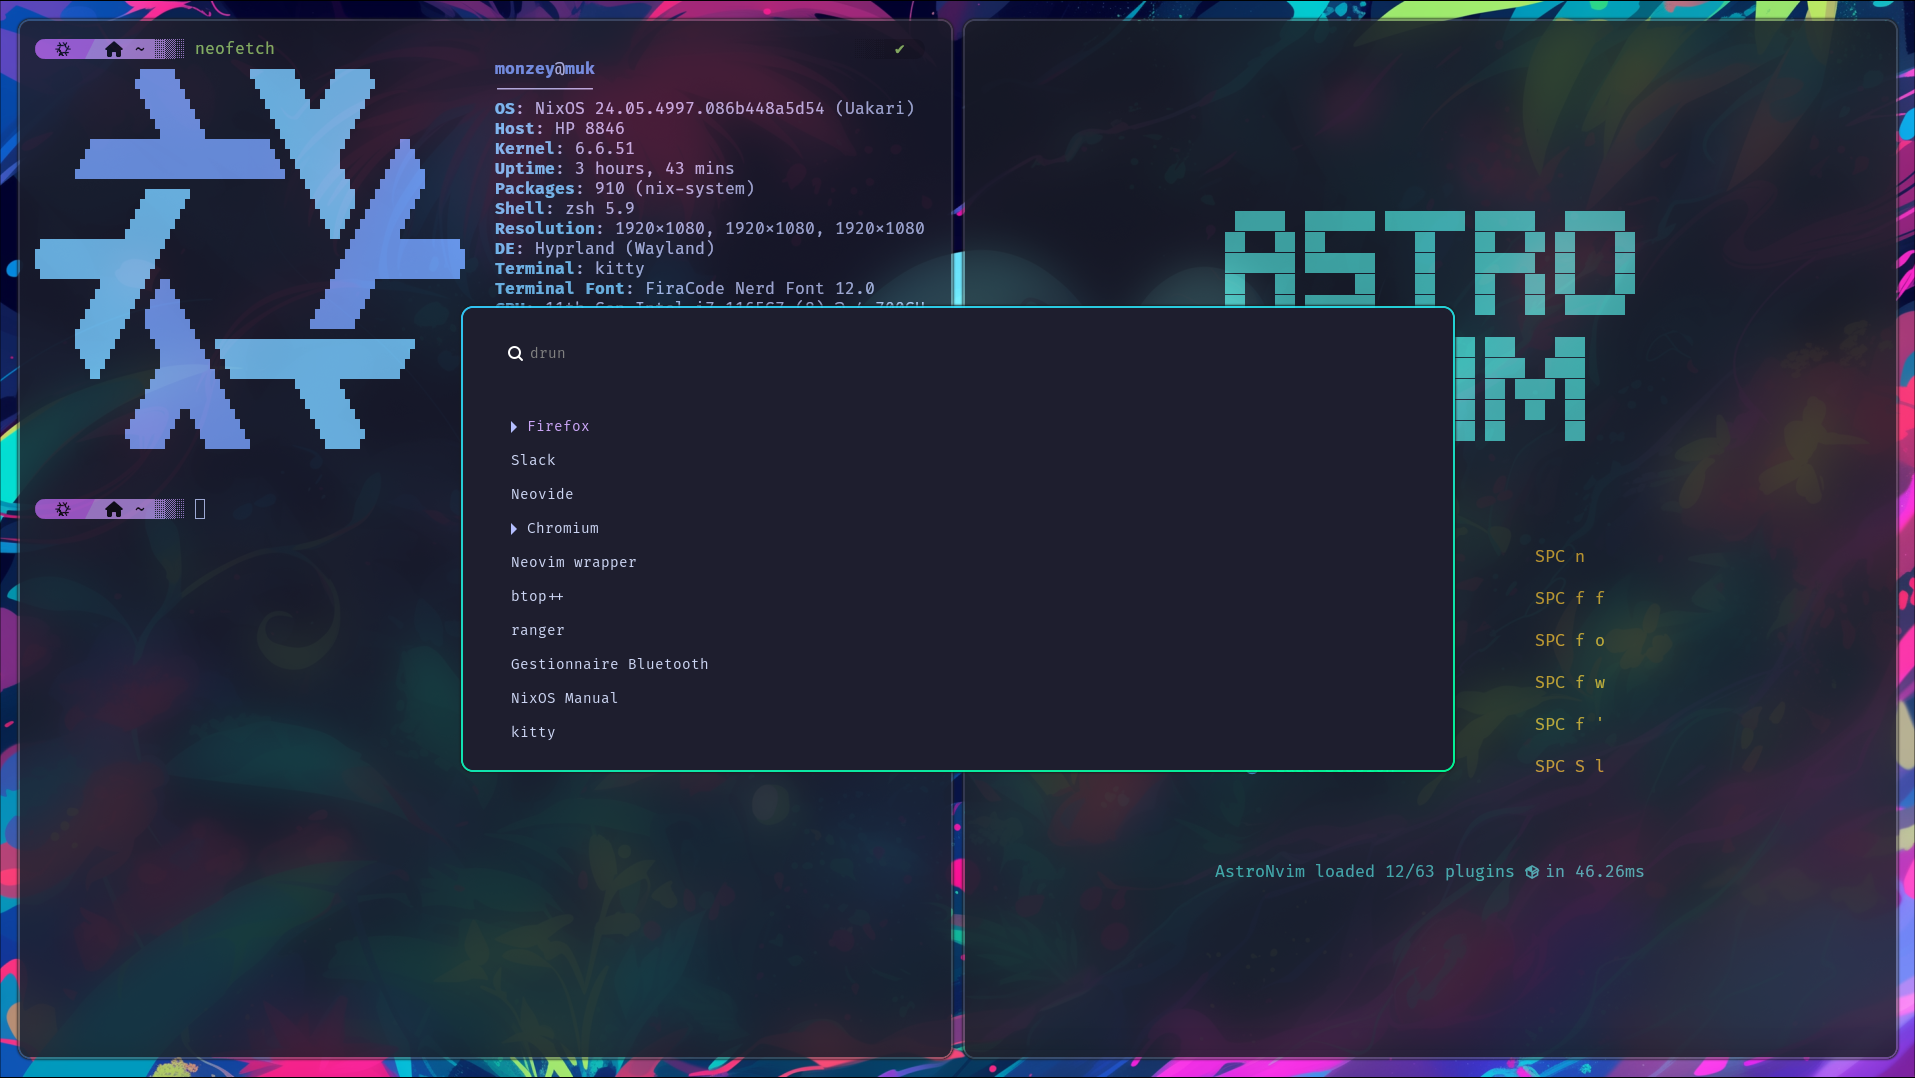 ~ neofetch ✔
monzey@muk
OS: NixOS 24.05.4997.086b448a5d54 (Uakari)
Host: HP 8846
Kernel: 6.6.51
Uptime: 3 hours, 43 mins
Packages: 910 (nix-system)
Shell: zsh 5.9
Resolution: 1920x1080, 1920x1080, 1920x1080
DE: Hyprland (Wayland)
Terminal: kitty
Terminal Font: FiraCode Nerd Font 12.0
~
ASTRO
drun
Firefox
Slack
Neovide
Chromium
Neovim wrapper
btop++
ranger
Gestionnaire Bluetooth
NixOS Manual
kitty
SPC n
SPC f f
SPC f o
SPC f w
SPC f '
SPC S l
AstroNvim loaded 12/63 plugins in 46.26ms